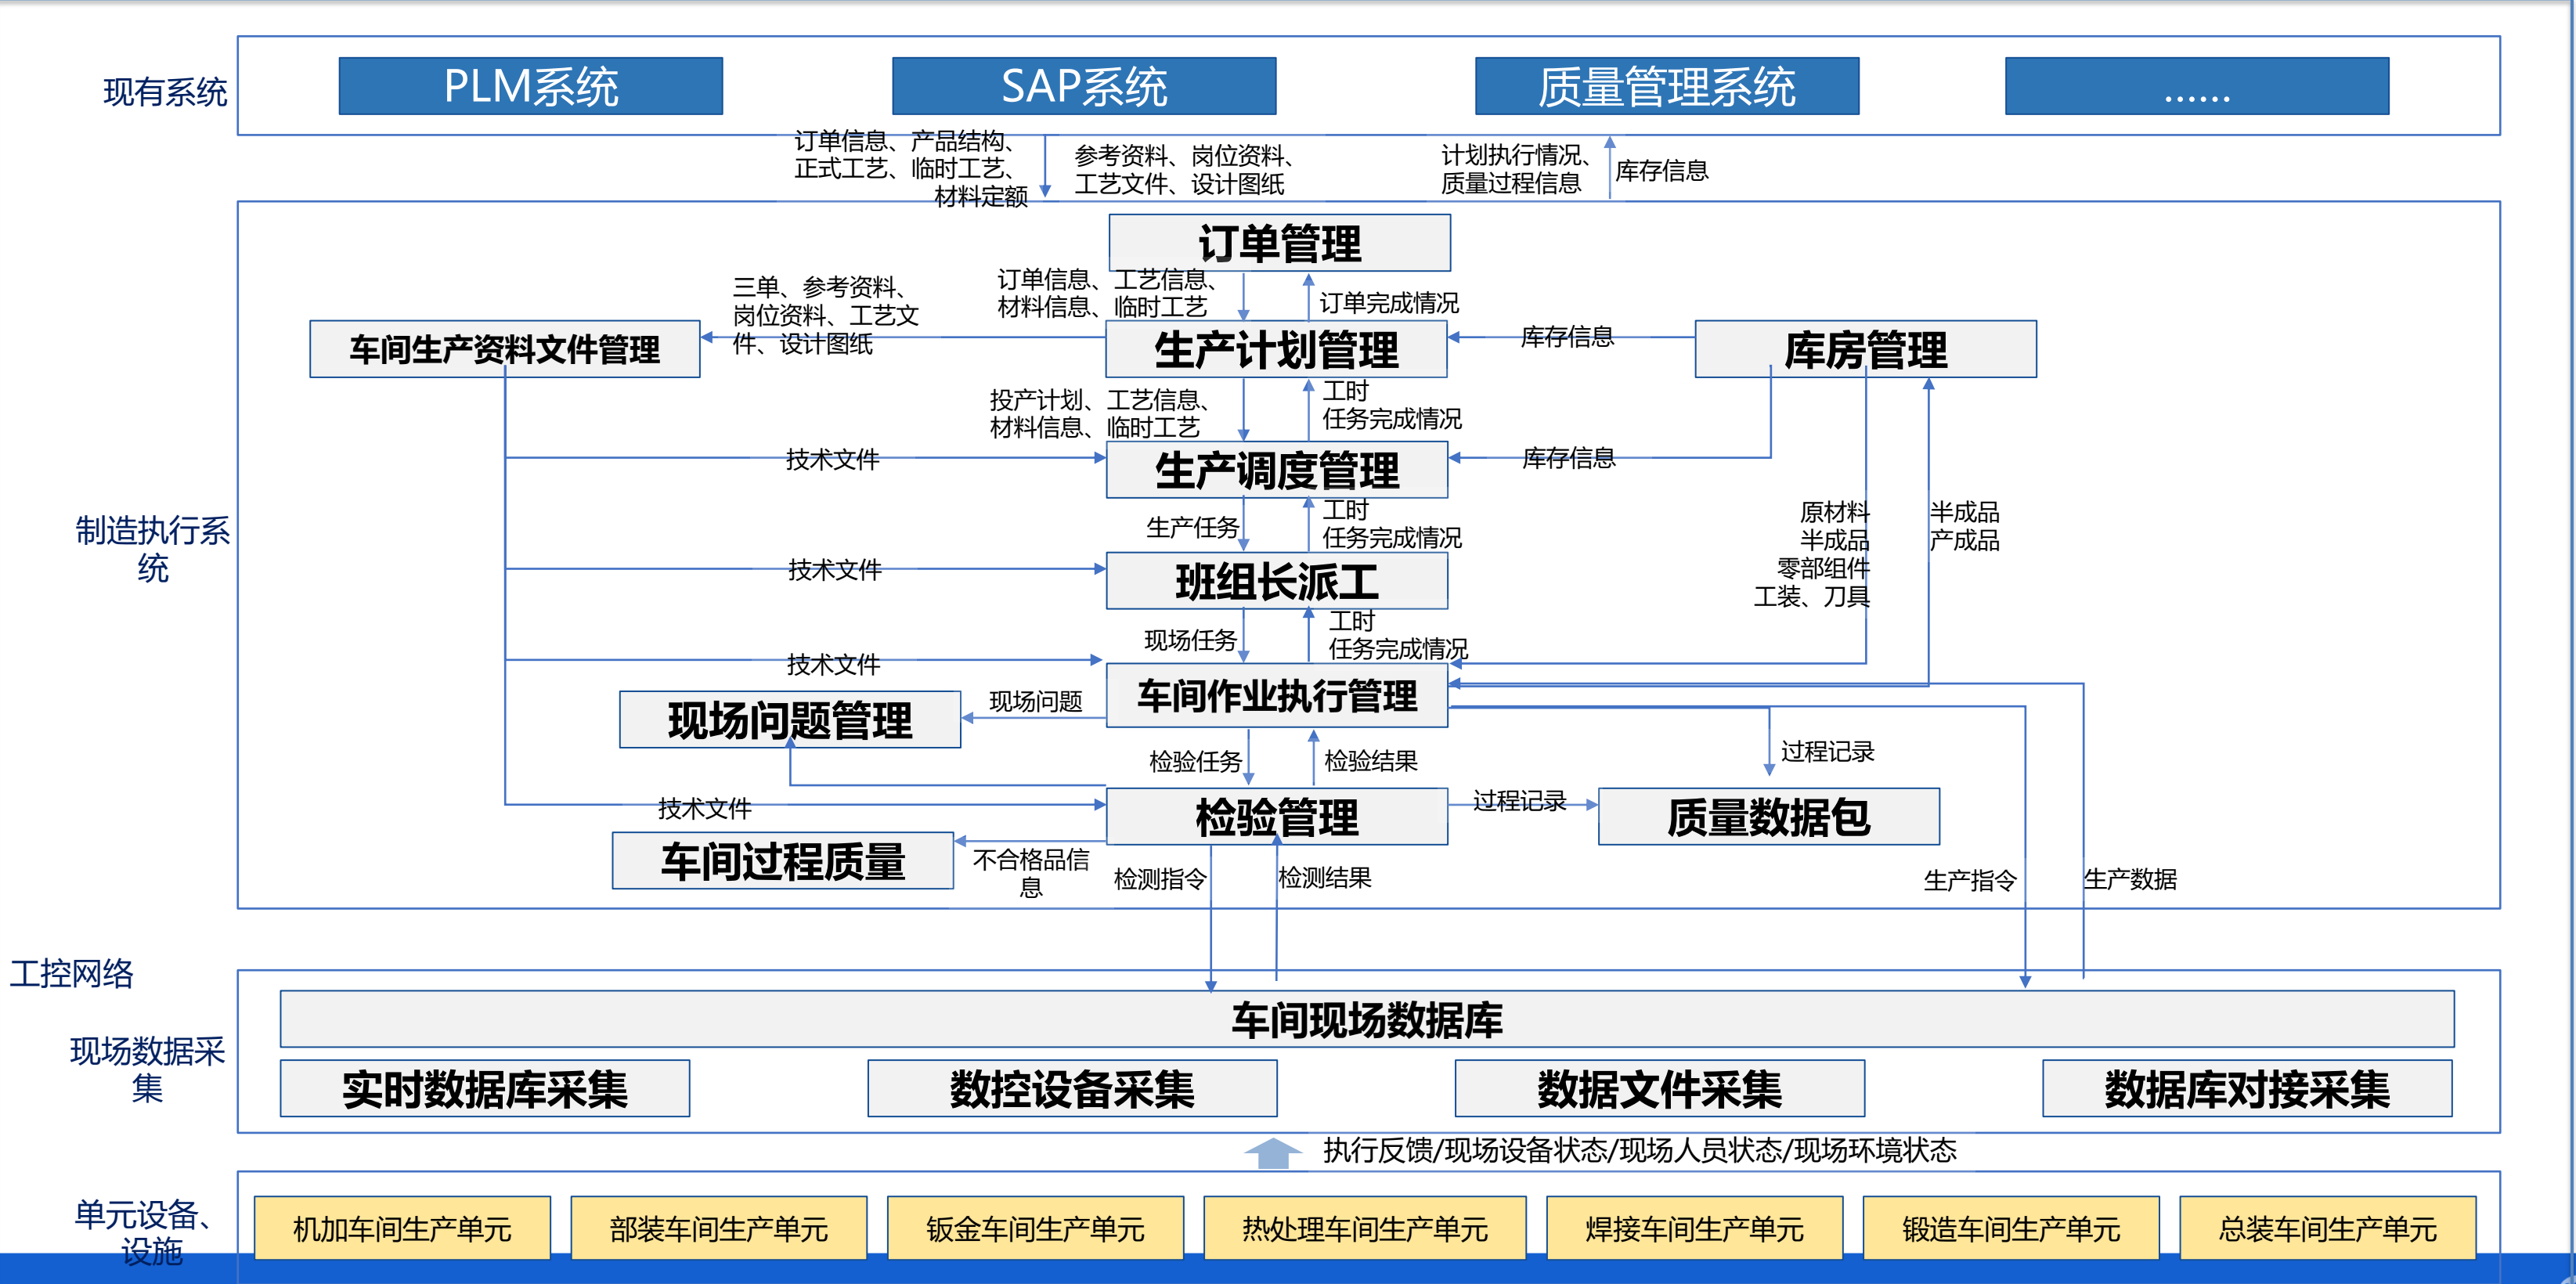 现有系统
PLM系统
SAP系统
质量管理系统
……
订单信息、产品结构、
正式工艺、临时工艺、
材料定额
参考资料、岗位资料、
工艺文件、设计图纸
计划执行情况、
质量过程信息
库存信息
制造执行系
统
订单管理
订单信息、工艺信息、
材料信息、临时工艺
订单完成情况
三单、参考资料、
岗位资料、工艺文
件、设计图纸
车间生产资料文件管理
生产计划管理
库存信息
库房管理
投产计划、工艺信息、
材料信息、临时工艺
工时
任务完成情况
技术文件
生产调度管理
库存信息
生产任务
工时
任务完成情况
原材料
半成品
零部组件
工装、刀具
半成品
产成品
技术文件
班组长派工
现场任务
工时
任务完成情况
技术文件
车间作业执行管理
现场问题管理
现场问题
检验任务
检验结果
过程记录
技术文件
检验管理
过程记录
质量数据包
车间过程质量
不合格品信
息
检测指令
检测结果
生产指令
生产数据
工控网络
现场数据采
集
车间现场数据库
实时数据库采集
数控设备采集
数据文件采集
数据库对接采集
执行反馈/现场设备状态/现场人员状态/现场环境状态
单元设备、
设施
机加车间生产单元
部装车间生产单元
钣金车间生产单元
热处理车间生产单元
焊接车间生产单元
锻造车间生产单元
总装车间生产单元